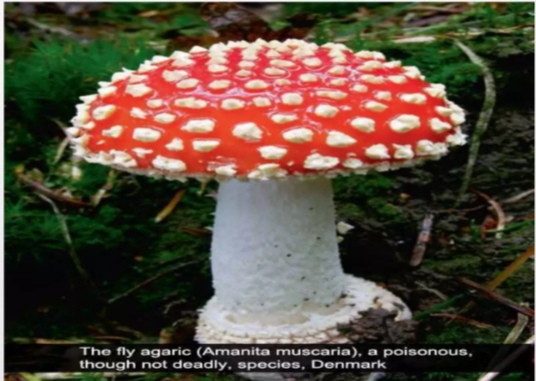 The fly agaric (Amanita muscaria), a poisonous,
though not deadly, species, Denmark